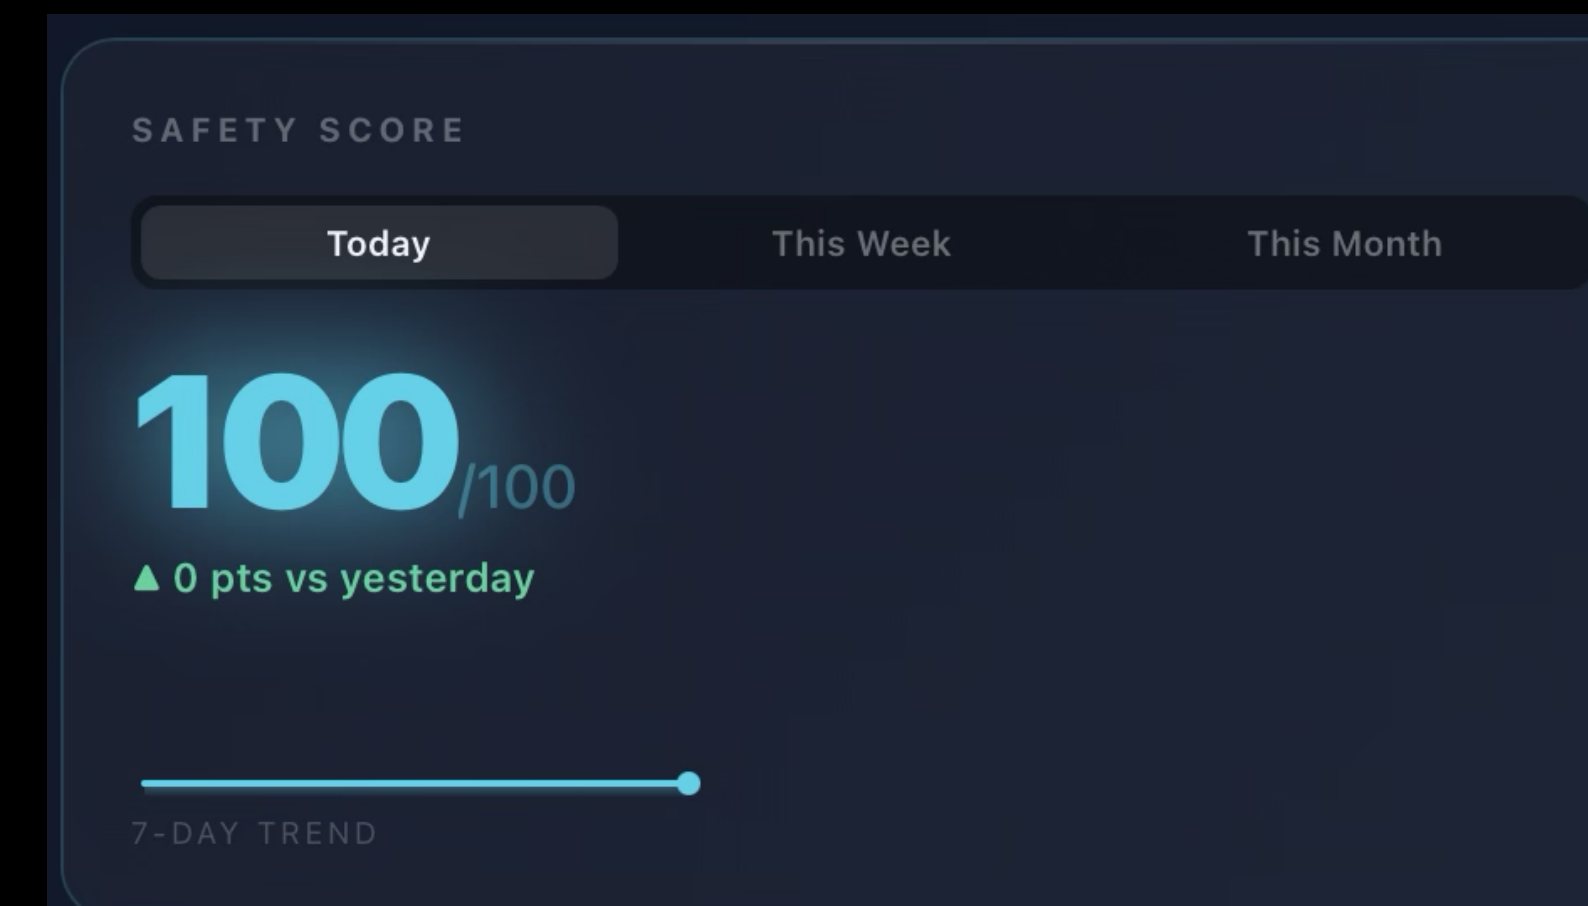 SAFETY SCORE
Today This Week This Month
100/100
▲ 0 pts vs yesterday
7-DAY TREND